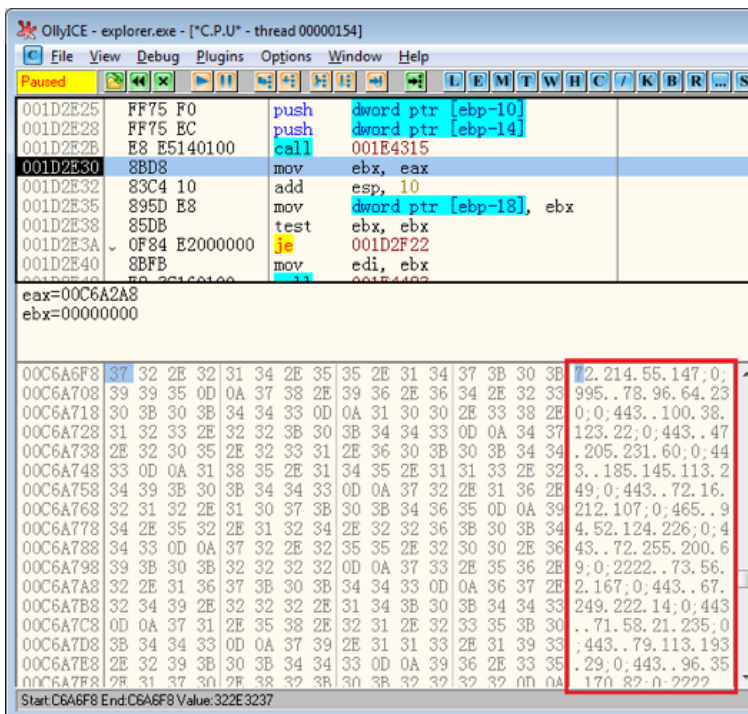 OllyICE - explorer.exe - [*C.P.U* - thread 00000154]
C File View Debug Plugins Options Window Help
Paused L E M T W H C / K B R ... S
001D2E25 FF75 F0 push dword ptr [ebp-10]
001D2E28 FF75 EC push dword ptr [ebp-14]
001D2E2B E8 E5140100 call 001E4315
001D2E30 8BD8 mov ebx, eax
001D2E32 83C4 10 add esp, 10
001D2E35 895D E8 mov dword ptr [ebp-18], ebx
001D2E38 85DB test ebx, ebx
001D2E3A 0F84 E2000000 je 001D2F22
001D2E40 8BFB mov edi, ebx
eax=00C6A2A8
ebx=00000000
00C6A6F8 37 32 2E 32 31 34 2E 35 35 2E 31 34 37 3B 30 3B 72.214.55.147;0;
00C6A708 39 39 35 0D 0A 37 38 2E 39 36 2E 36 34 2E 32 33 995..78.96.64.23
00C6A718 30 3B 30 3B 34 34 33 0D 0A 31 30 30 2E 33 38 2E 0;0;443..100.38.
00C6A728 31 32 33 2E 32 32 3B 30 3B 34 34 33 0D 0A 34 37 123.22;0;443..47
00C6A738 2E 32 30 35 2E 32 33 31 2E 36 30 3B 30 3B 34 34 .205.231.60;0;44
00C6A748 33 0D 0A 31 38 35 2E 31 34 35 2E 31 31 33 2E 32 3..185.145.113.2
00C6A758 34 39 3B 30 3B 34 34 33 0D 0A 37 32 2E 31 36 2E 49;0;443..72.16.
00C6A768 32 31 32 2E 31 30 37 3B 30 3B 34 36 35 0D 0A 39 212.107;0;465..9
00C6A778 34 2E 35 32 2E 31 32 34 2E 32 32 36 3B 30 3B 34 4.52.124.226;0;4
00C6A788 34 33 0D 0A 37 32 2E 32 35 35 2E 32 30 30 2E 36 43..72.255.200.6
00C6A798 39 3B 30 3B 32 32 32 32 0D 0A 37 33 2E 35 36 2E 9;0;2222..73.56.
00C6A7A8 32 2E 31 36 37 3B 30 3B 34 34 33 0D 0A 36 37 2E 2.167;0;443..67.
00C6A7B8 32 34 39 2E 32 32 32 2E 31 34 3B 30 3B 34 34 33 249.222.14;0;443
00C6A7C8 0D 0A 37 31 2E 35 38 2E 32 31 2E 32 33 35 3B 30 ..71.58.21.235;0
00C6A7D8 3B 34 34 33 0D 0A 37 39 2E 31 31 33 2E 31 39 33 ;443..79.113.193
00C6A7E8 2E 32 39 3B 30 3B 34 34 33 0D 0A 39 36 2E 33 35 .29;0;443..96.35
00C6A7F8 2E 31 37 30 2E 38 32 3B 30 3B 32 32 32 32 0D 0A .170.82;0;2222..
Start:C6A6F8 End:C6A6F8 Value:322E3237